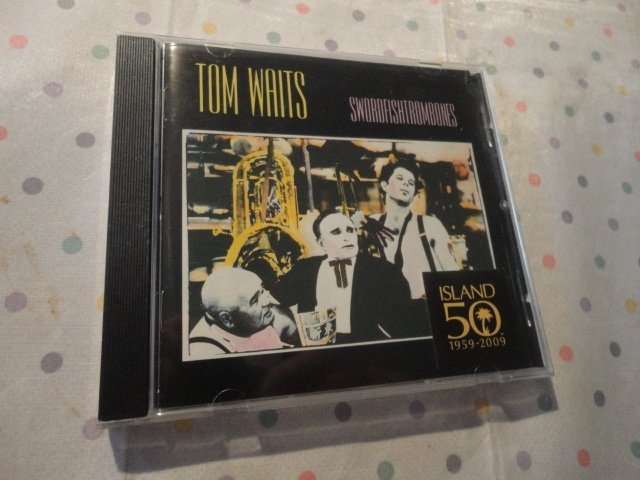 TOM WAITS
SWORDFISHTROMBONES
ISLAND
50
1959-2009